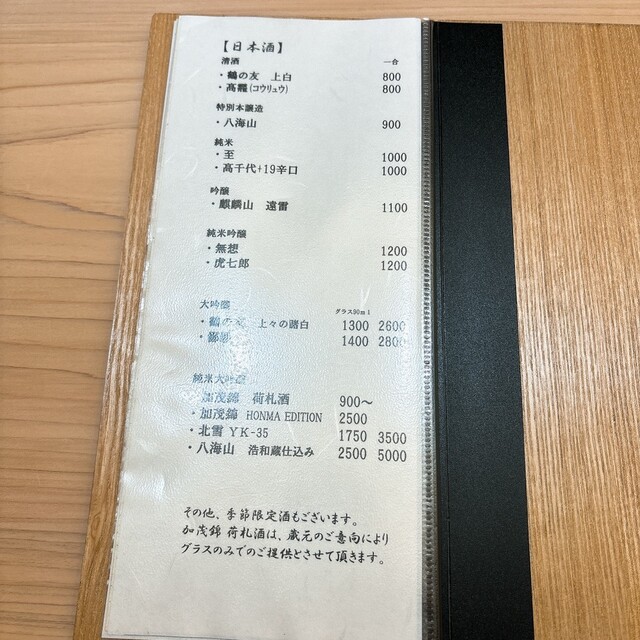 【日本酒】
清酒 一合
・鶴の友 上白 800
・髙龗(コウリュウ) 800
特別本醸造
・八海山 900
純米
・至 1000
・高千代+19辛口 1000
吟醸
・麒麟山 遠雷 1100
純米吟醸
・無想 1200
・虎七郎 1200
大吟醸 グラス90ml
・鶴の友 上々の諸白 1300 2600
1400 2800
純米大吟醸
加茂錦 荷札酒 900～
・加茂錦 HONMA EDITION 2500
・北雪 YK-35 1750 3500
・八海山 浩和蔵仕込み 2500 5000
その他、季節限定酒もございます。
加茂錦 荷札酒は、蔵元のご意向により
グラスのみでのご提供とさせて頂きます。